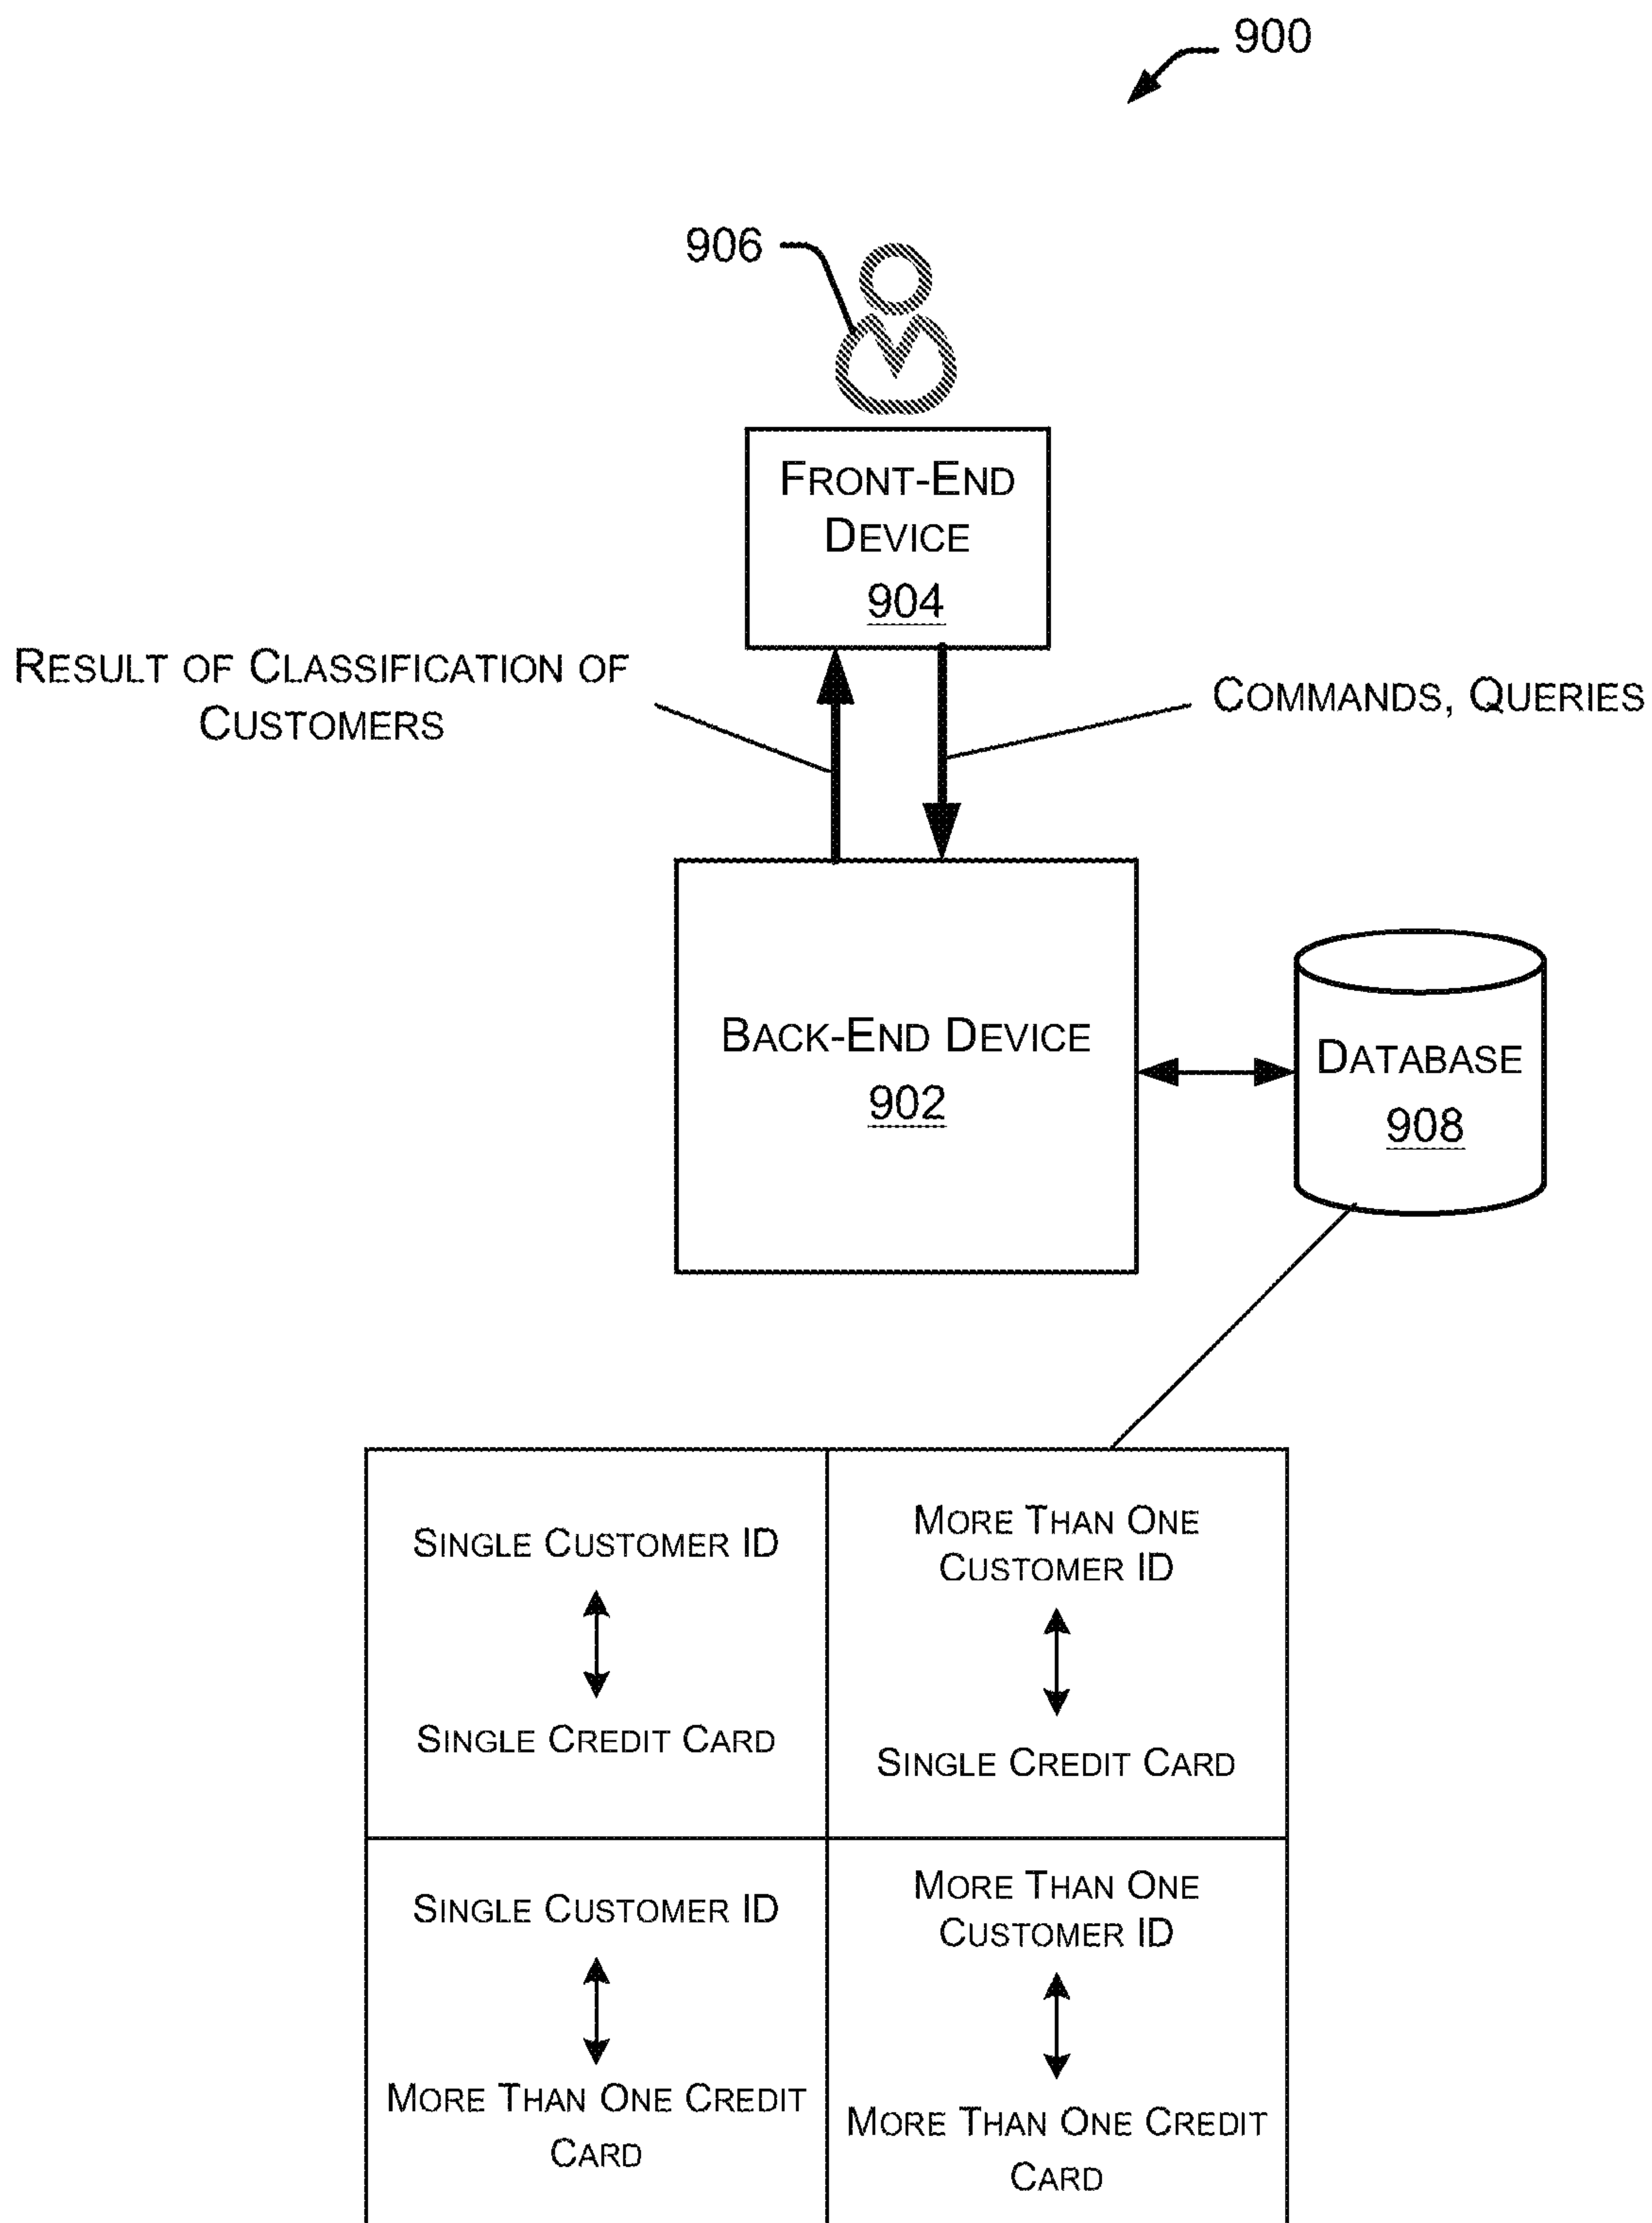 900
906
FRONT-END
DEVICE
904
RESULT OF CLASSIFICATION OF
CUSTOMERS
COMMANDS, QUERIES
BACK-END DEVICE
902
DATABASE
908
SINGLE CUSTOMER ID
SINGLE CREDIT CARD
MORE THAN ONE
CUSTOMER ID
SINGLE CREDIT CARD
SINGLE CUSTOMER ID
MORE THAN ONE CREDIT
CARD
MORE THAN ONE
CUSTOMER ID
MORE THAN ONE CREDIT
CARD